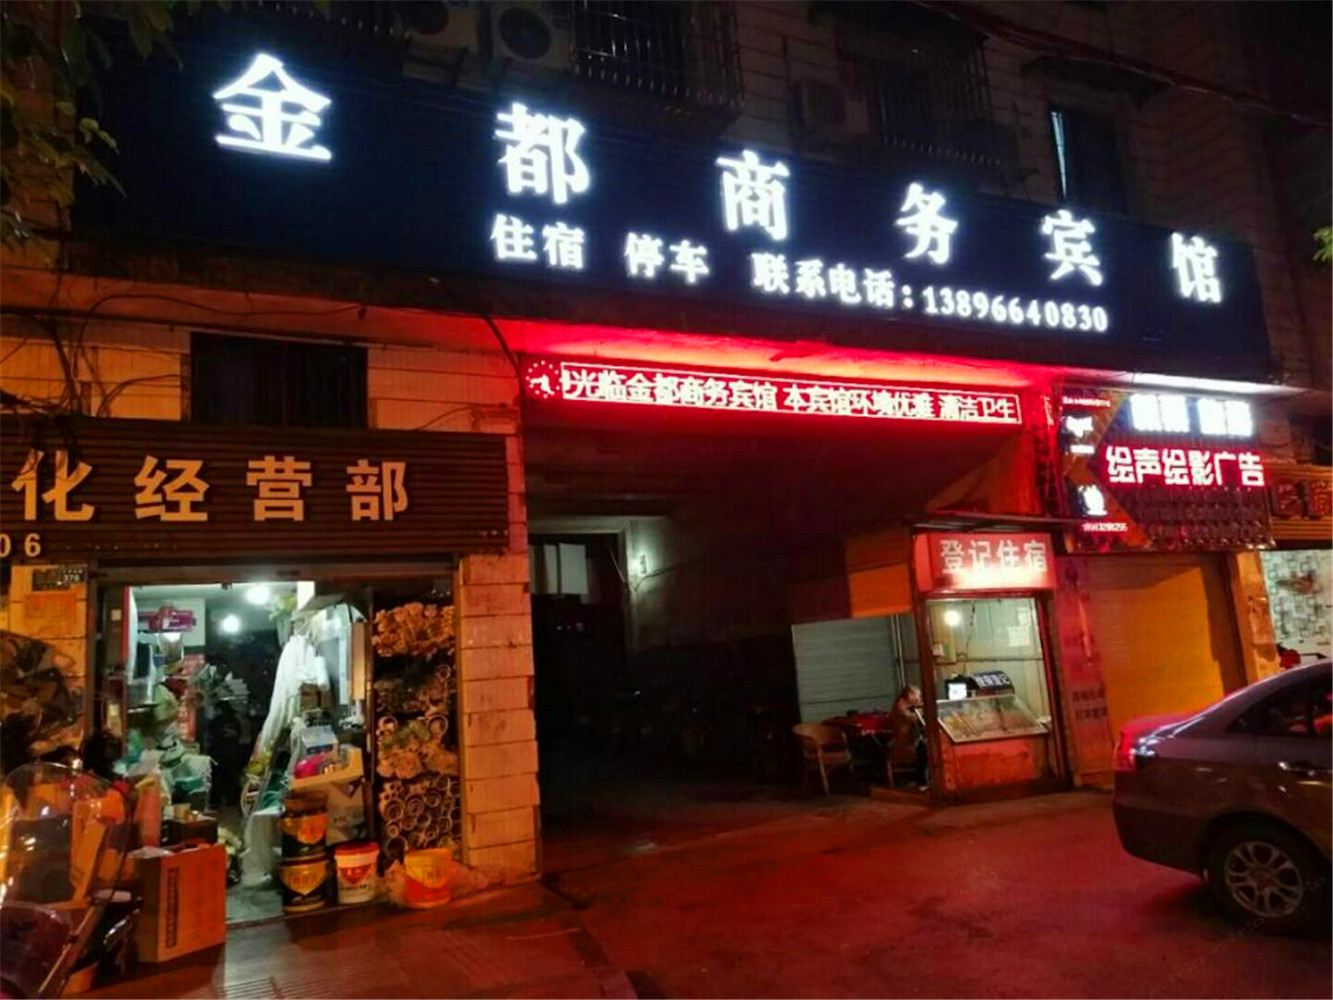 金都商务宾馆
住宿 停车 联系电话：13896640830
光临金都商务宾馆 本宾馆环境优雅 清洁卫生
绘声绘影广告
化经营部
06
登记住宿
376